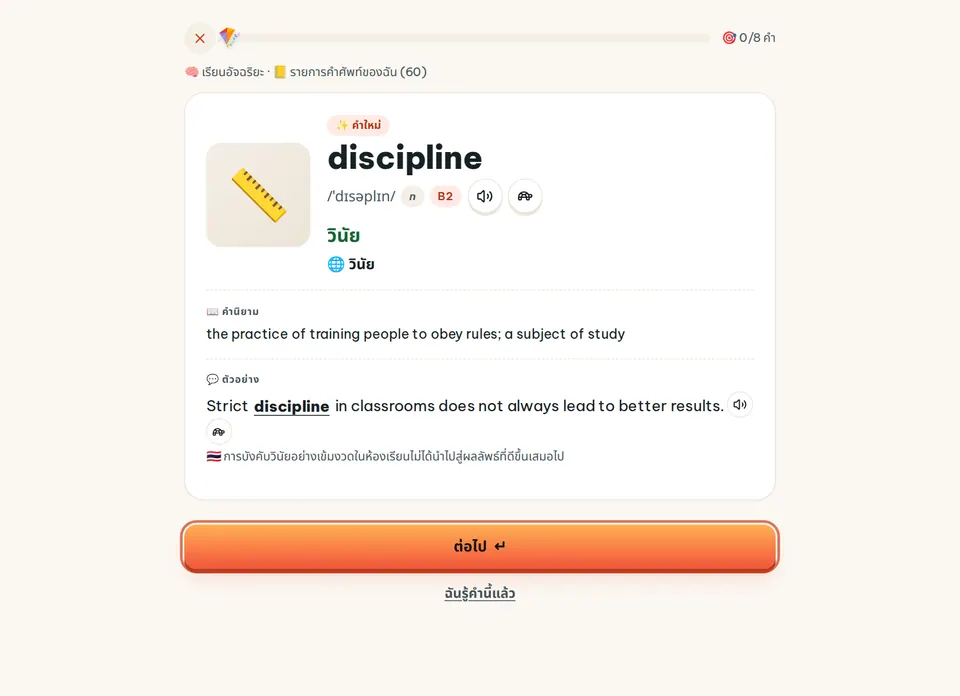 0/8 คำ
เรียนอัจฉริยะ · รายการคำศัพท์ของฉัน (60)
คำใหม่
discipline
/ˈdɪsəplɪn/ n B2
วินัย
วินัย
คำนิยาม
the practice of training people to obey rules; a subject of study
ตัวอย่าง
Strict discipline in classrooms does not always lead to better results.
การบังคับวินัยอย่างเข้มงวดในห้องเรียนไม่ได้นำไปสู่ผลลัพธ์ที่ดีขึ้นเสมอไป
ต่อไป ↵
ฉันรู้คำนี้แล้ว